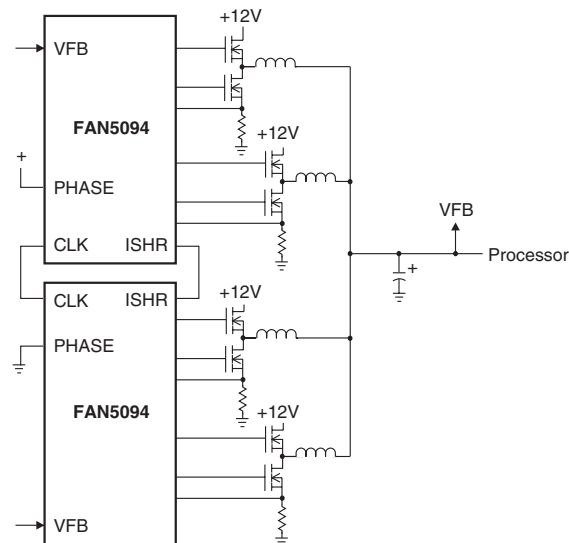 +12V
VFB
FAN5094
+12V
+
PHASE
VFB
CLK ISHR
Processor
+
CLK ISHR
+12V
PHASE
FAN5094
+12V
VFB